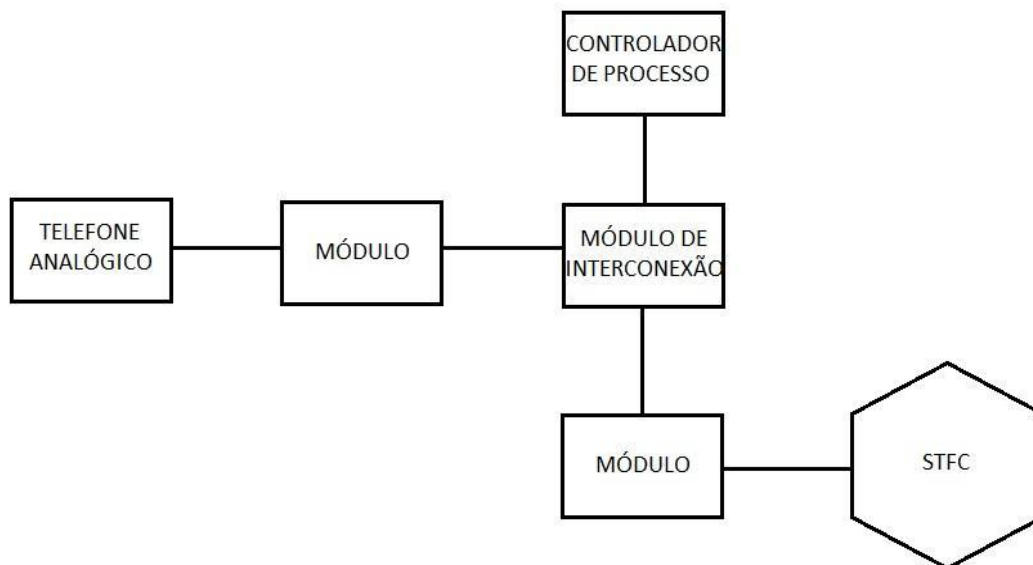 CONTROLADOR
DE PROCESSO
TELEFONE
ANALÓGICO
MÓDULO
MÓDULO DE
INTERCONEXÃO
MÓDULO
STFC